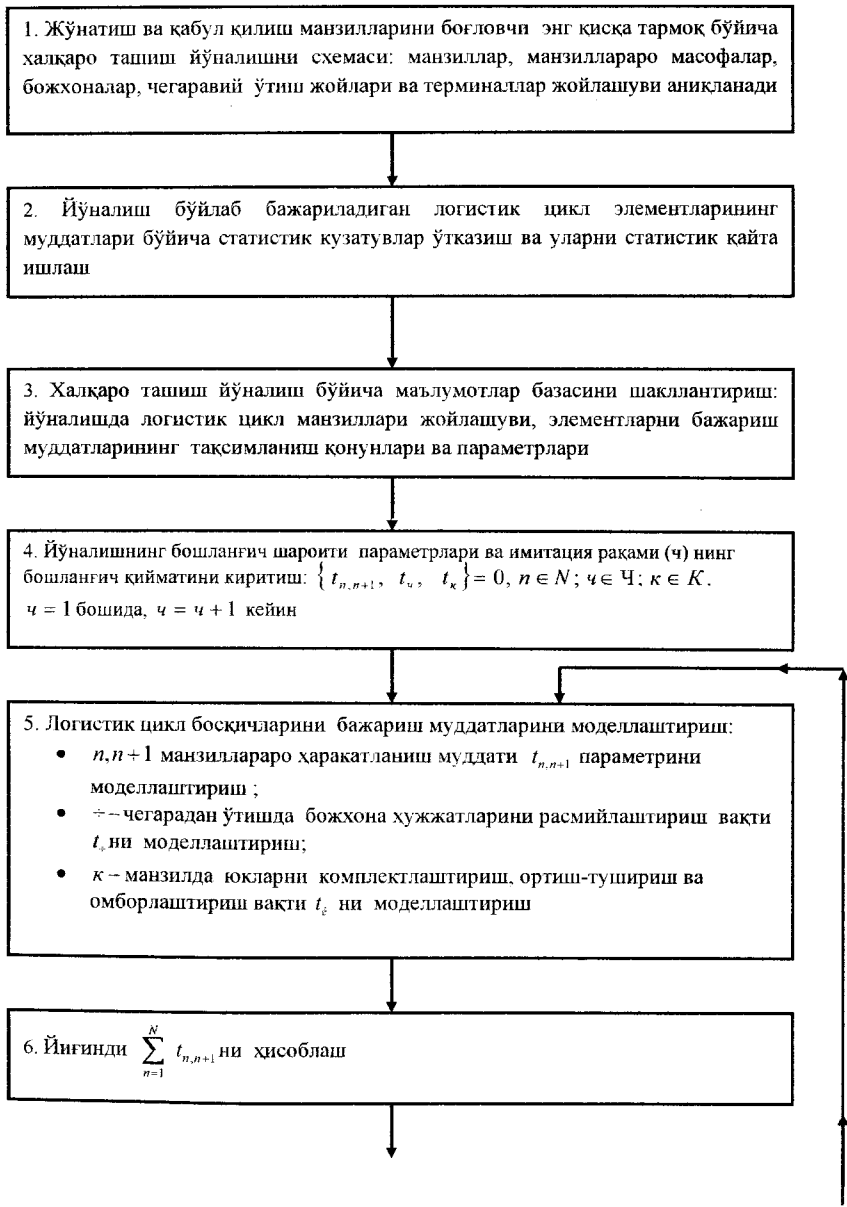 1. Жўнатиш ва қабул қилиш манзилларини боғловчи энг қисқа тармоқ бўйича
халқаро ташиш йўналишни схемаси: манзиллар, манзиллараро масофалар,
божхоналар, чегаравий ўтиш жойлари ва терминаллар жойлашуви аниқланади
2. Йўналиш бўйлаб бажариладиган логистик цикл элементларининг
муддатлари бўйича статистик кузатувлар ўтказиш ва уларни статистик қайта
ишлаш
3. Халқаро ташиш йўналиш бўйича маълумотлар базасини шакллантириш:
йўналишда логистик цикл манзиллари жойлашуви, элементларни бажариш
муддатларининг тақсимланиш қонунлари ва параметрлари
4. Йўналишнинг бошланғич шароити параметрлари ва имитация рақами (ч) нинг
бошланғич қийматини киритиш: { t n,n+1, t ч, t к } = 0, n ∈ N; ч ∈ Ч; к ∈ К.
ч = 1 бошида, ч = ч + 1 кейин
5. Логистик цикл босқичларини бажариш муддатларини моделлаштириш:
• n,n+1 манзиллараро ҳаракатланиш муддати t n,n+1 параметрини
моделлаштириш ;
• ÷–чегарадан ўтишда божхона ҳужжатларини расмийлаштириш вақти
t ÷ ни моделлаштириш;
• к – манзилда юкларни комплектлаштириш, ортиш-тушириш ва
омборлаштириш вақти t ê ни моделлаштириш
6. Йиғинди ∑ n=1 N t n,n+1 ни ҳисоблаш